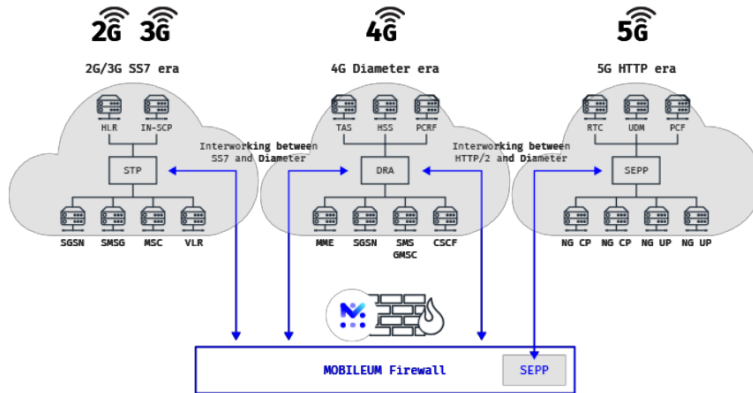 2G 3G
4G
5G
2G/3G SS7 era
4G Diameter era
5G HTTP era
HLR IN-SCP
TAS HSS PCRF
RTC UDM PCF
Interworking between
SS7 and Diameter
Interworking between
HTTP/2 and Diameter
STP
DRA
SEPP
SGSN SMSG MSC VLR
MME SGSN SMS
GMSC
CSCF
NG CP NG CP NG UP NG UP
MOBILEUM Firewall
SEPP